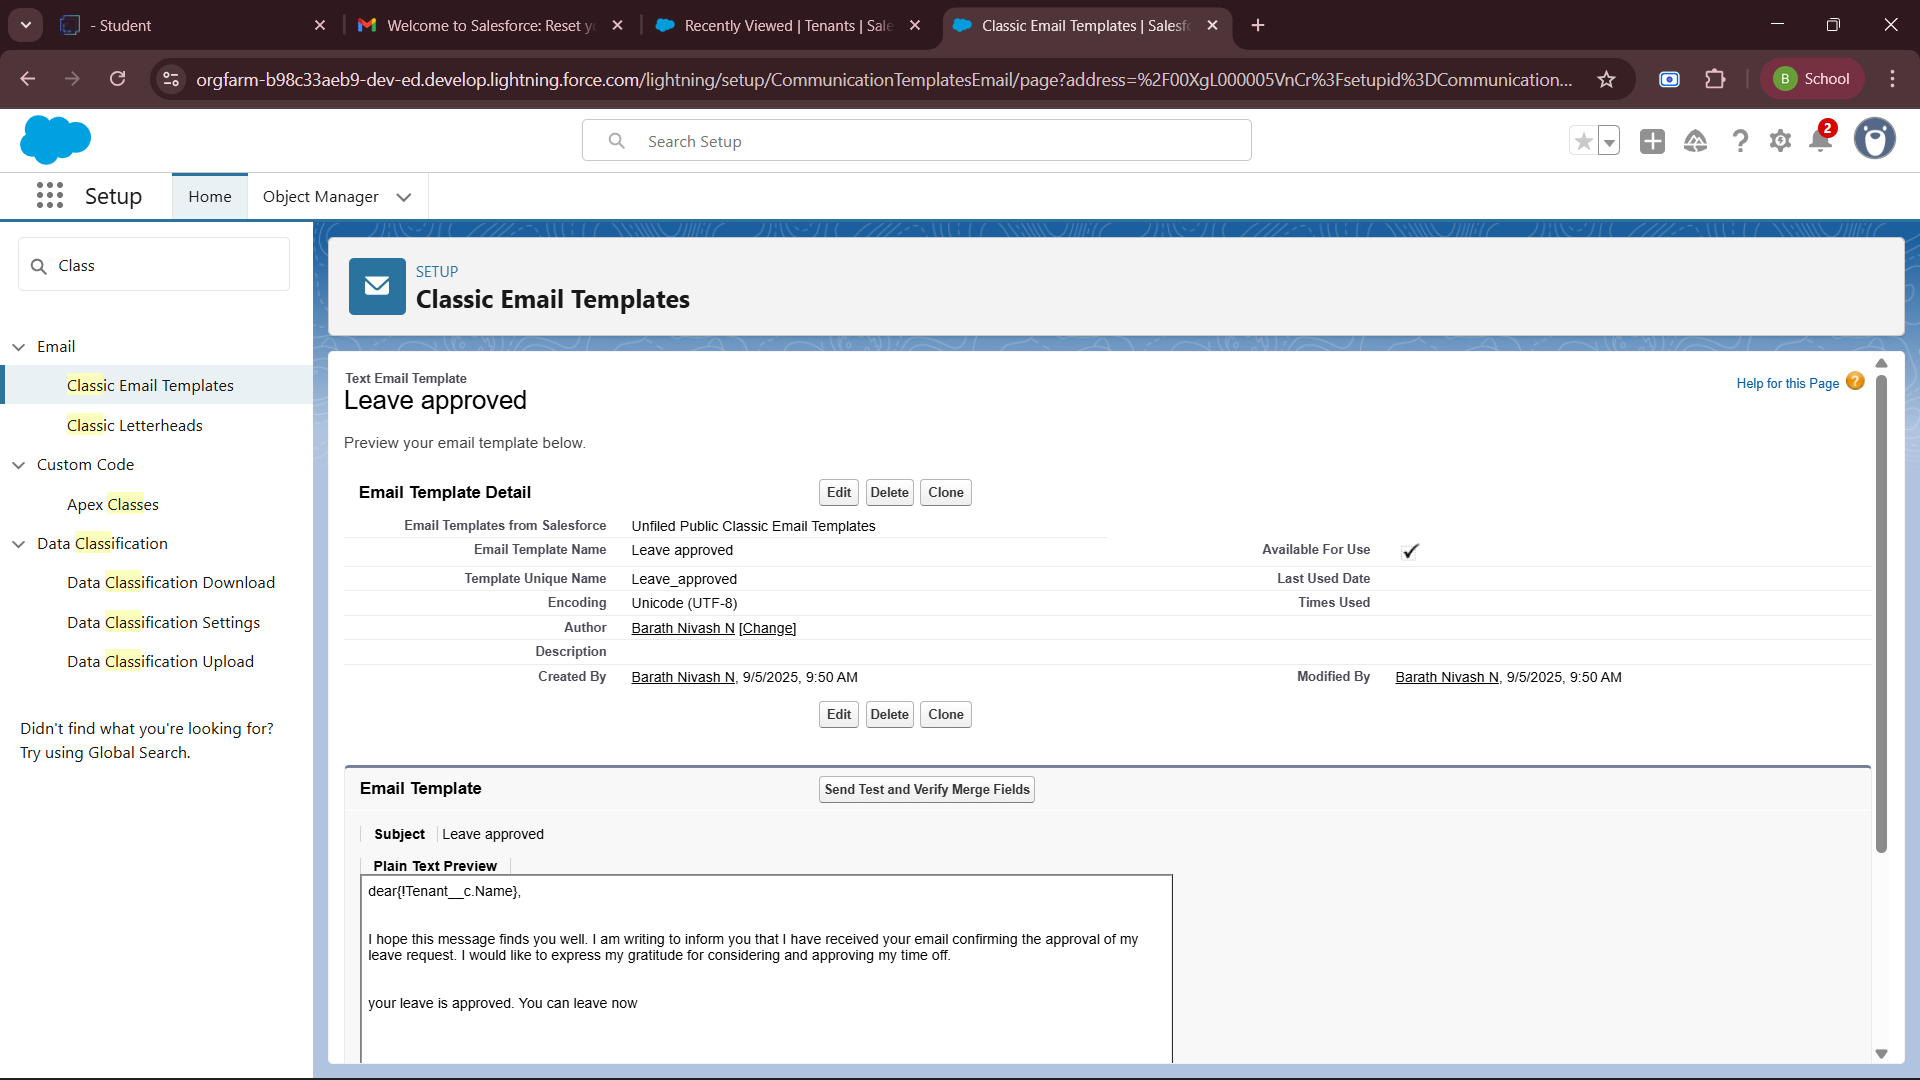 - Student
Welcome to Salesforce: Reset yo
Recently Viewed | Tenants | Sale
Classic Email Templates | Salesfo
orgfarm-b98c33aeb9-dev-ed.develop.lightning.force.com/lightning/setup/CommunicationTemplatesEmail/page?address=%2F00XgL000005VnCr%3Fsetupid%3DCommunication...
B School
Search Setup
2
Setup
Home
Object Manager
Class
Email
Classic Email Templates
Classic Letterheads
Custom Code
Apex Classes
Data Classification
Data Classification Download
Data Classification Settings
Data Classification Upload
Didn't find what you're looking for?
Try using Global Search.
SETUP
Classic Email Templates
Text Email Template
Leave approved
Help for this Page ?
Preview your email template below.
Email Template Detail Edit Delete Clone
Email Templates from Salesforce Unfiled Public Classic Email Templates
Email Template Name Leave approved Available For Use
Template Unique Name Leave_approved Last Used Date
Encoding Unicode (UTF-8) Times Used
Author Barath Nivash N [Change]
Description
Created By Barath Nivash N, 9/5/2025, 9:50 AM Modified By Barath Nivash N, 9/5/2025, 9:50 AM
Edit Delete Clone
Email Template Send Test and Verify Merge Fields
Subject Leave approved
Plain Text Preview
dear{!Tenant__c.Name},
I hope this message finds you well. I am writing to inform you that I have received your email confirming the approval of my
leave request. I would like to express my gratitude for considering and approving my time off.
your leave is approved. You can leave now